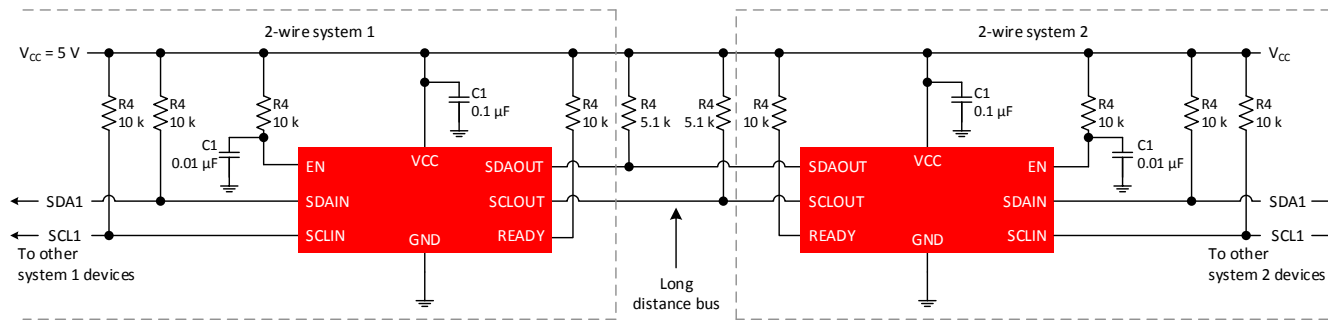 2-wire system 1
2-wire system 2
VCC = 5 V
VCC
R4
10 k
R4
10 k
R4
10 k
C1
0.1 µF
R4
10 k
R4
5.1 k
R4
5.1 k
R4
10 k
C1
0.1 µF
R4
10 k
R4
10 k
R4
10 k
C1
0.01 µF
C1
0.01 µF
EN
VCC
SDAOUT
SDAIN
SCLOUT
SCLIN
GND
READY
SDAOUT
VCC
EN
SCLOUT
SDAIN
READY
GND
SCLIN
SDA1
SCL1
To other
system 1 devices
Long
distance bus
SDA1
SCL1
To other
system 2 devices